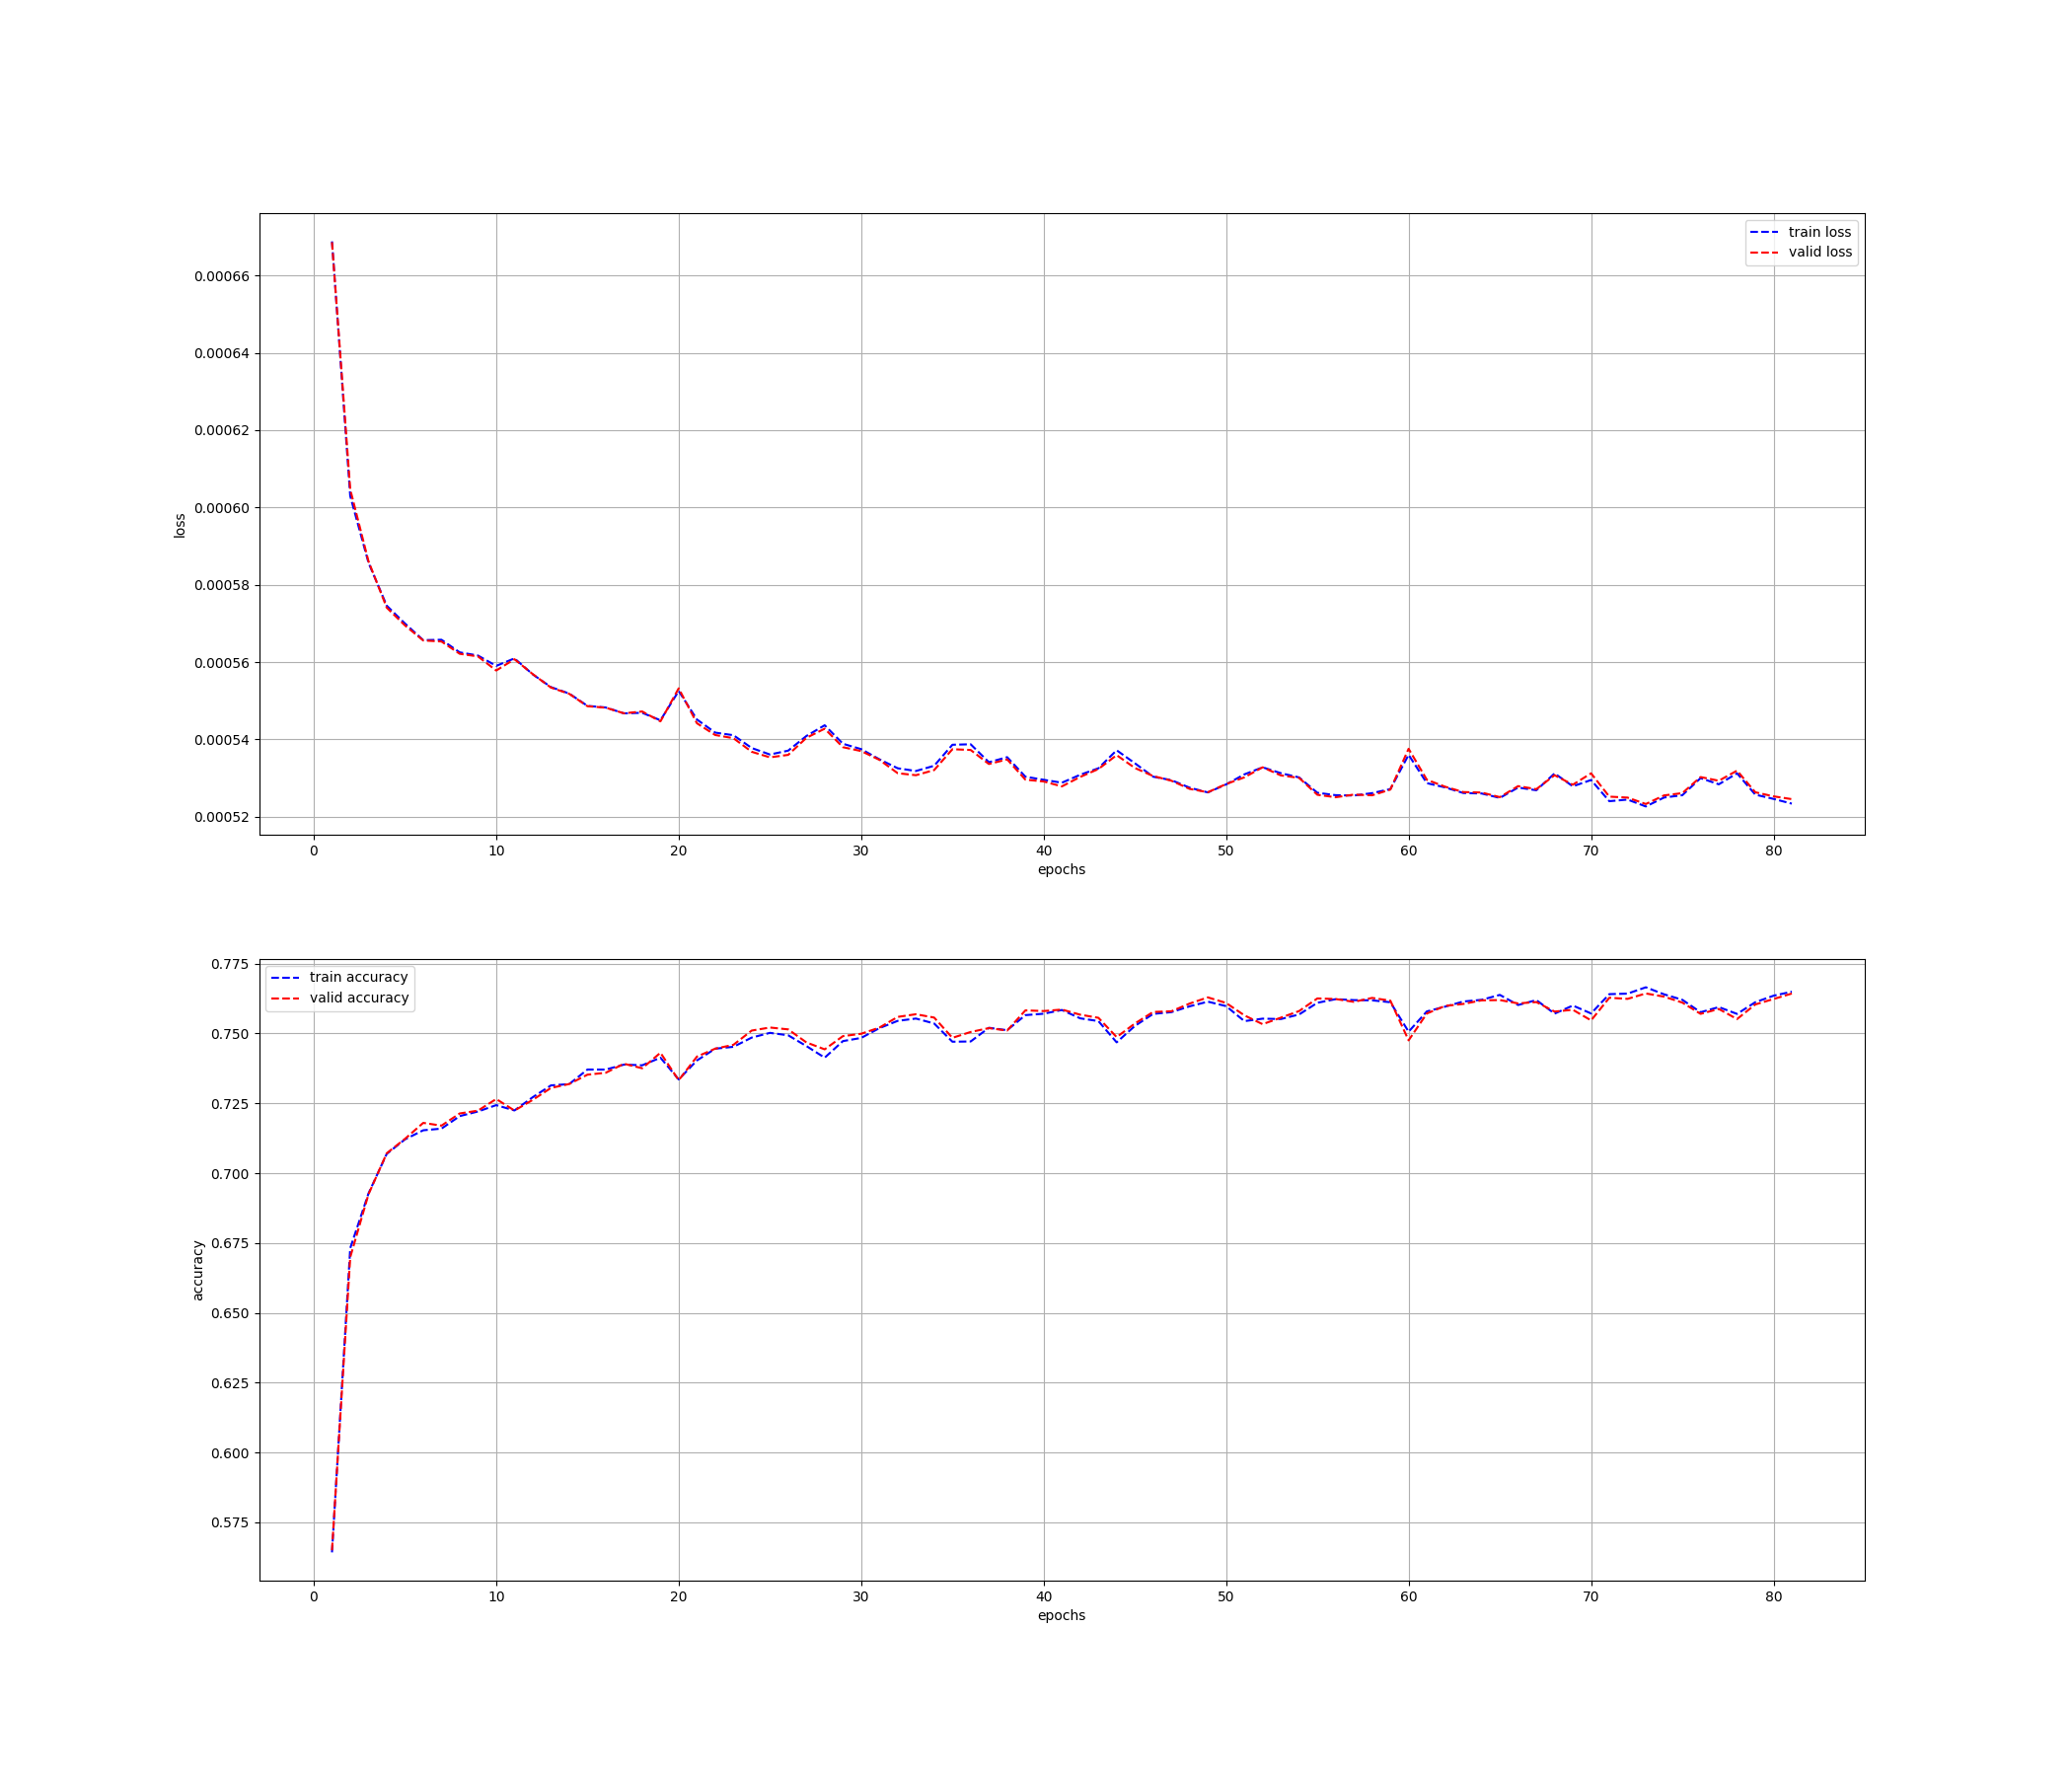 train loss
valid loss
0.00066
0.00064
0.00062
0.00060
0.00058
0.00056
0.00054
0.00052
loss
0 10 20 30 40 50 60 70 80
epochs
train accuracy
valid accuracy
0.775
0.750
0.725
0.700
0.675
0.650
0.625
0.600
0.575
accuracy
0 10 20 30 40 50 60 70 80
epochs